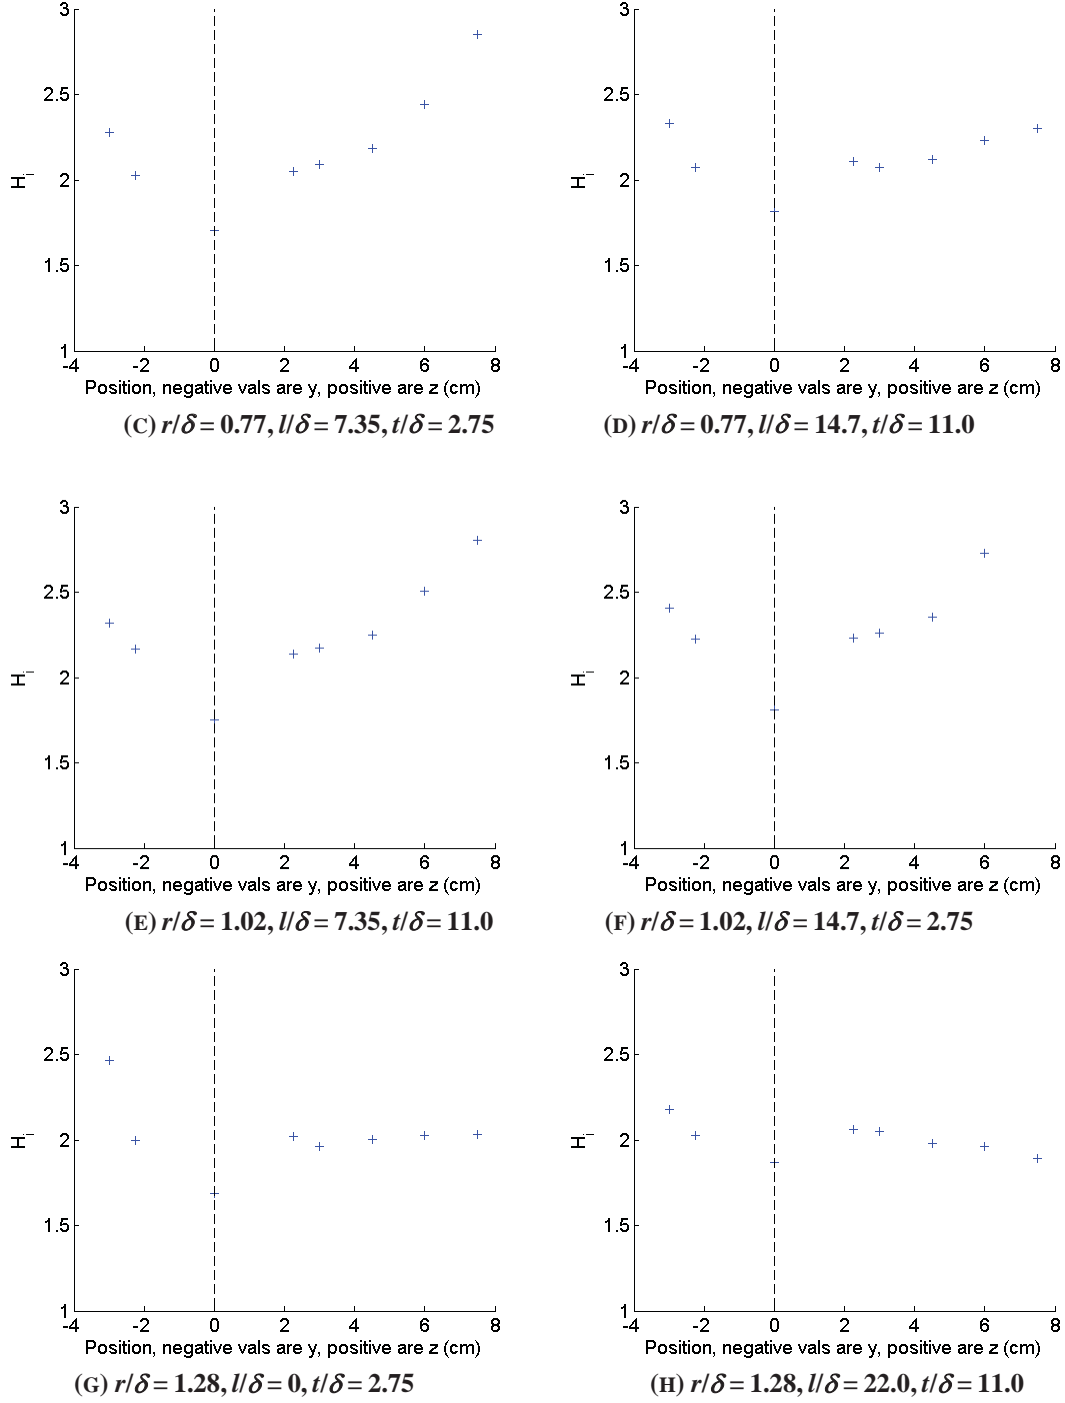 3
2.5
2
1.5
1
H_i
-4 -2 0 2 4 6 8
Position, negative vals are y, positive are z (cm)
(C) r/δ = 0.77, l/δ = 7.35, t/δ = 2.75
3
2.5
2
1.5
1
H_i
-4 -2 0 2 4 6 8
Position, negative vals are y, positive are z (cm)
(D) r/δ = 0.77, l/δ = 14.7, t/δ = 11.0
3
2.5
2
1.5
1
H_i
-4 -2 0 2 4 6 8
Position, negative vals are y, positive are z (cm)
(E) r/δ = 1.02, l/δ = 7.35, t/δ = 11.0
3
2.5
2
1.5
1
H_i
-4 -2 0 2 4 6 8
Position, negative vals are y, positive are z (cm)
(F) r/δ = 1.02, l/δ = 14.7, t/δ = 2.75
3
2.5
2
1.5
1
H_i
-4 -2 0 2 4 6 8
Position, negative vals are y, positive are z (cm)
(G) r/δ = 1.28, l/δ = 0, t/δ = 2.75
3
2.5
2
1.5
1
H_i
-4 -2 0 2 4 6 8
Position, negative vals are y, positive are z (cm)
(H) r/δ = 1.28, l/δ = 22.0, t/δ = 11.0